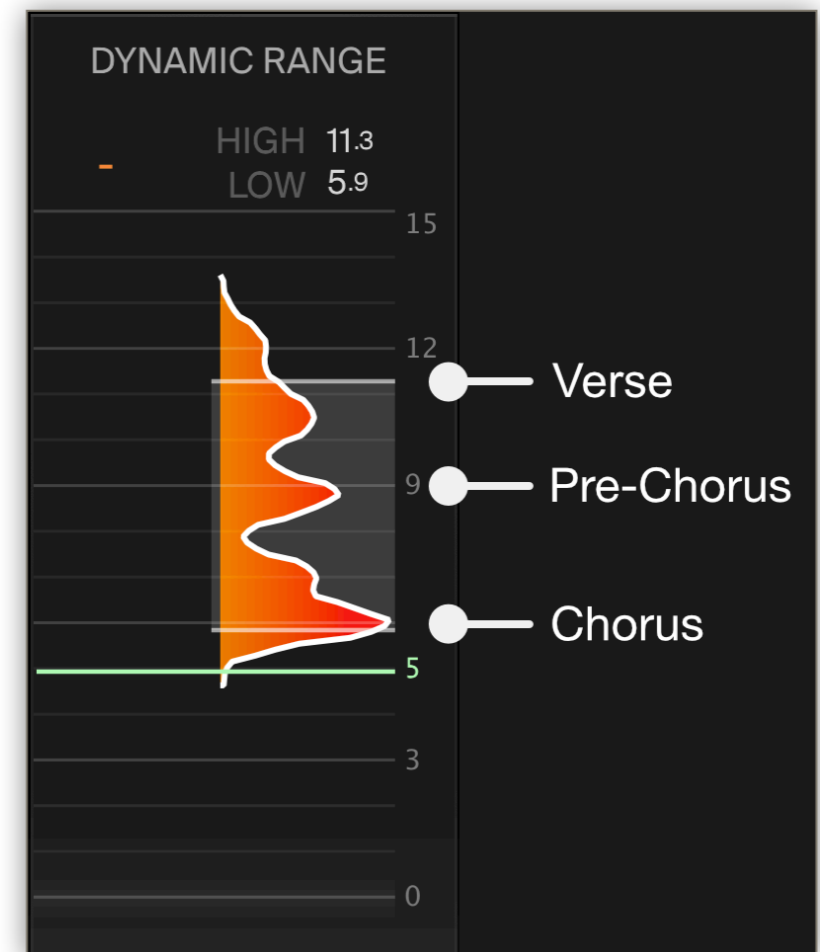 DYNAMIC RANGE
HIGH 11.3
-
LOW 5.9
15
12
Verse
9
Pre-Chorus
Chorus
5
3
0